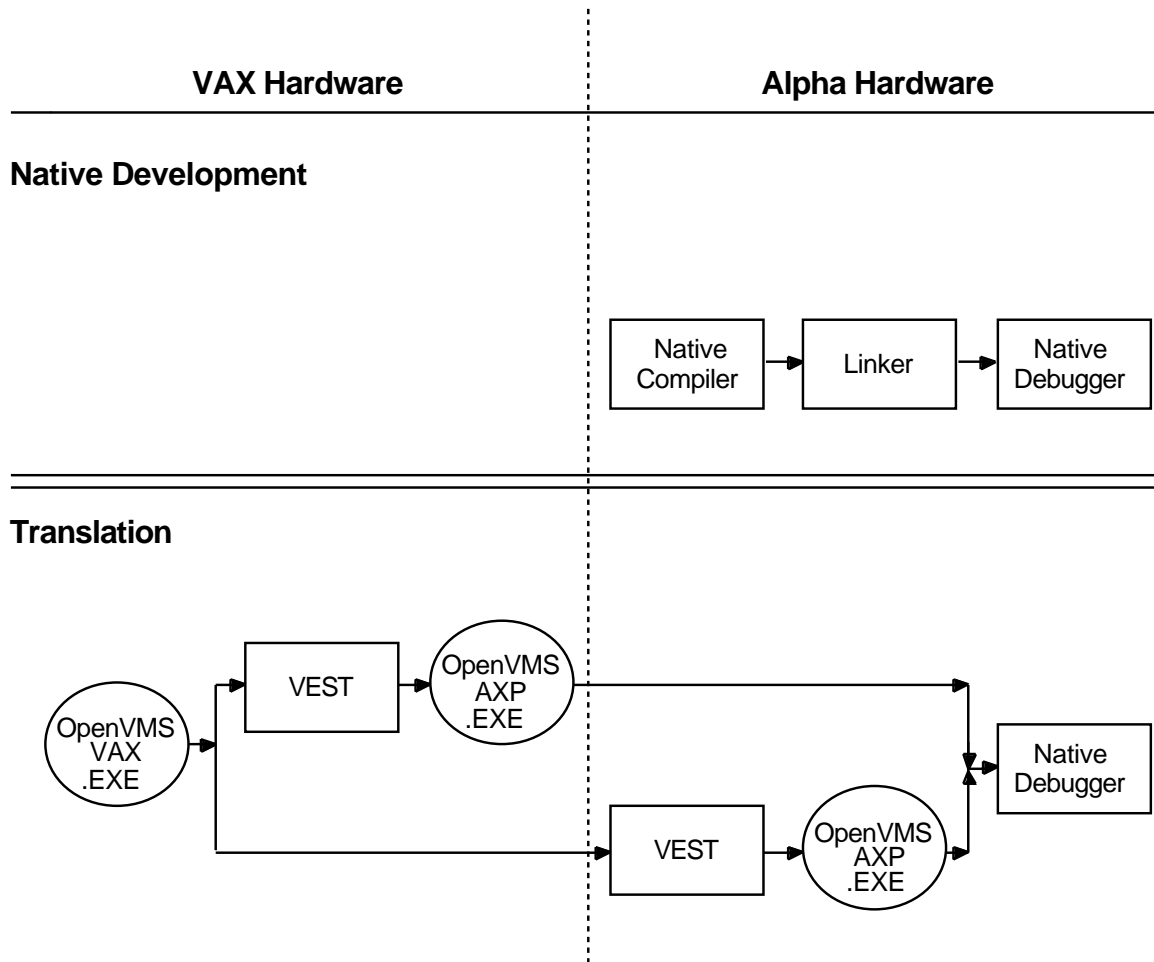 VAX Hardware
Alpha Hardware
Native Development
Native
Compiler
Linker
Native
Debugger
Translation
OpenVMS
VAX
.EXE
VEST
OpenVMS
AXP
.EXE
VEST
OpenVMS
AXP
.EXE
Native
Debugger